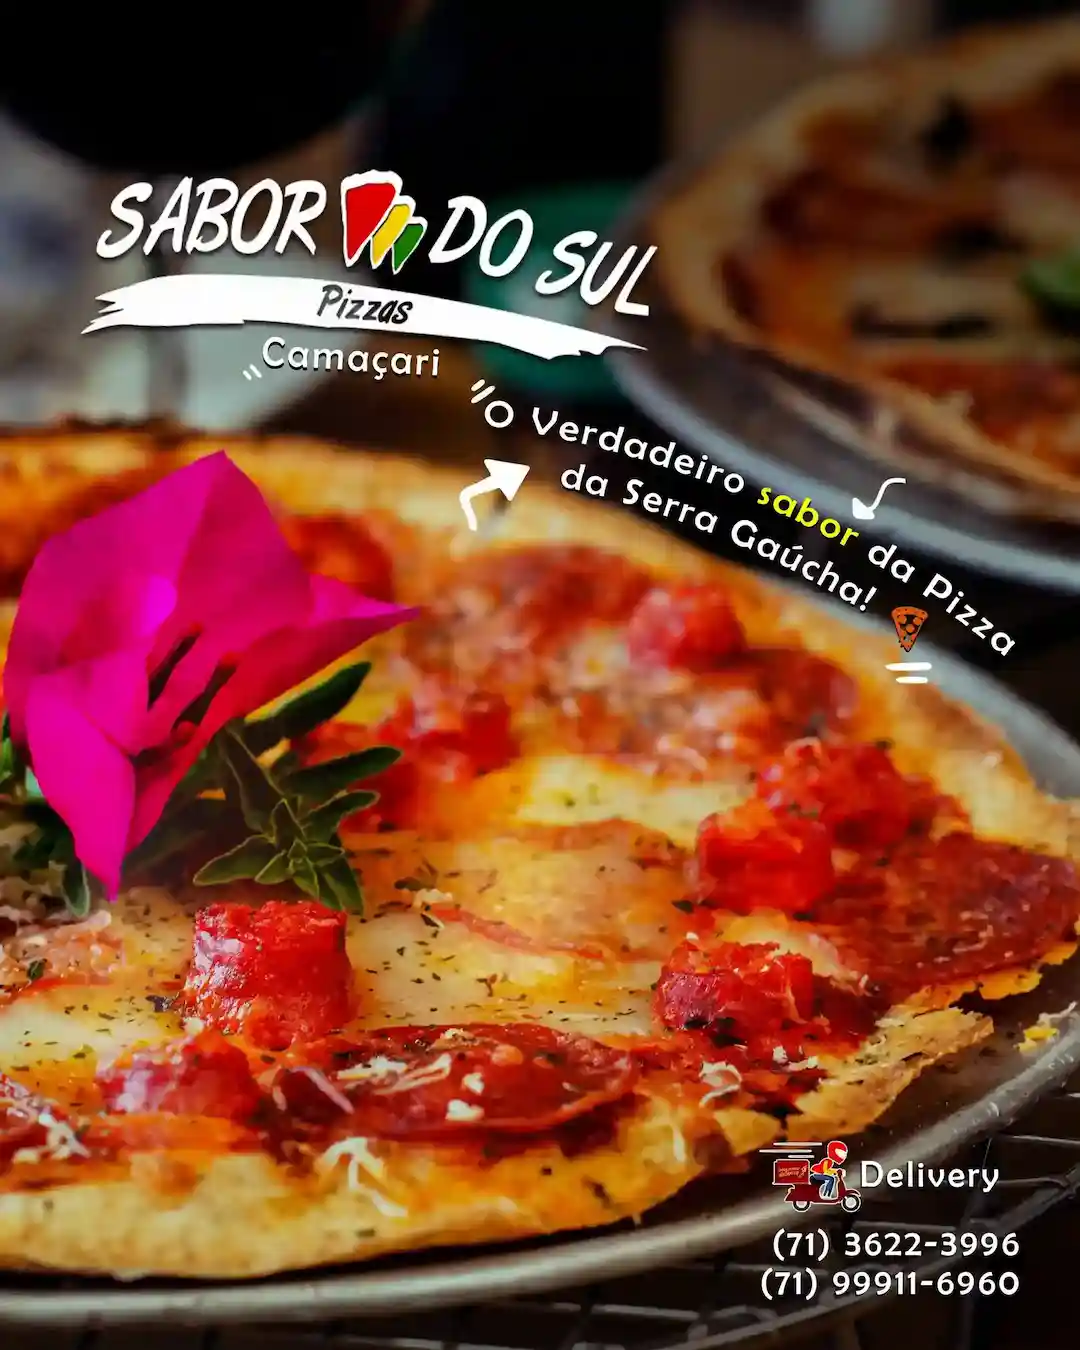 SABOR DO SUL
Pizzas
Camaçari
"O Verdadeiro sabor da Pizza
da Serra Gaúcha!
Delivery
(71) 3622-3996
(71) 99911-6960